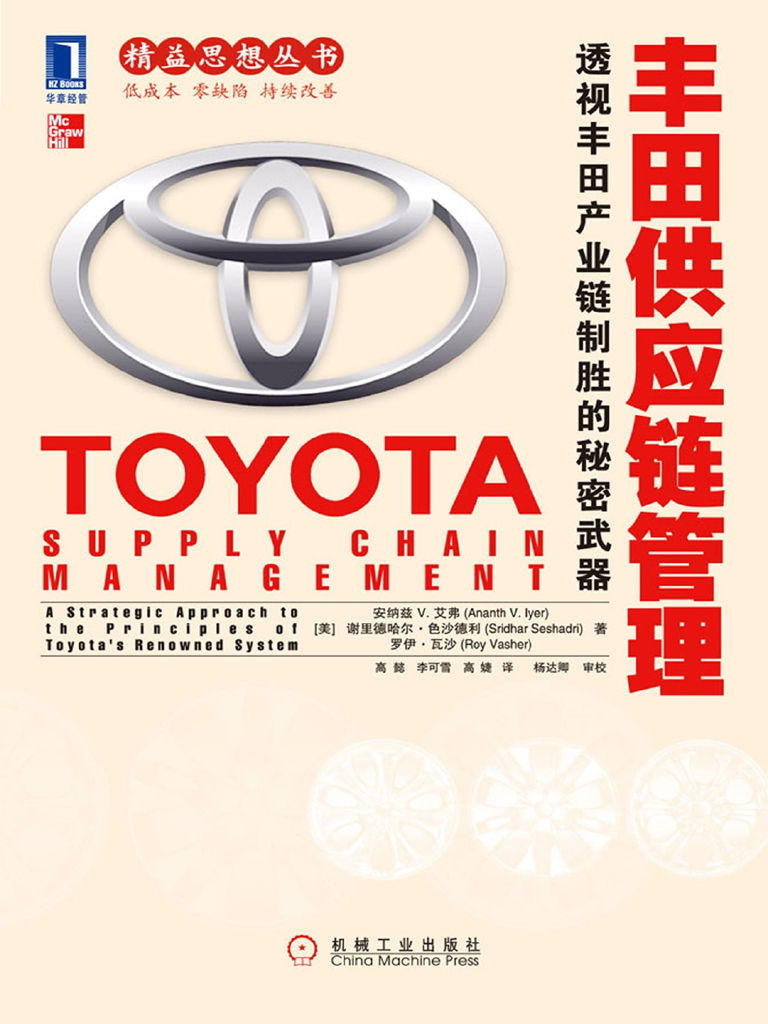 HZ Books
华章经管
Mc
Graw
Hill
精益思想丛书
低成本 零缺陷 持续改善
丰田供应链管理
透视丰田产业链制胜的秘密武器
TOYOTA
SUPPLY CHAIN
MANAGEMENT
A Strategic Approach to
the Principles of
Toyota's Renowned System
安纳兹 V. 艾弗 (Ananth V. Iyer)
[美] 谢里德哈尔·色沙德利 (Sridhar Seshadri) 著
罗伊·瓦沙 (Roy Vasher)
高懿 李可雪 高婕 译 杨达卿 审校
机械工业出版社
China Machine Press